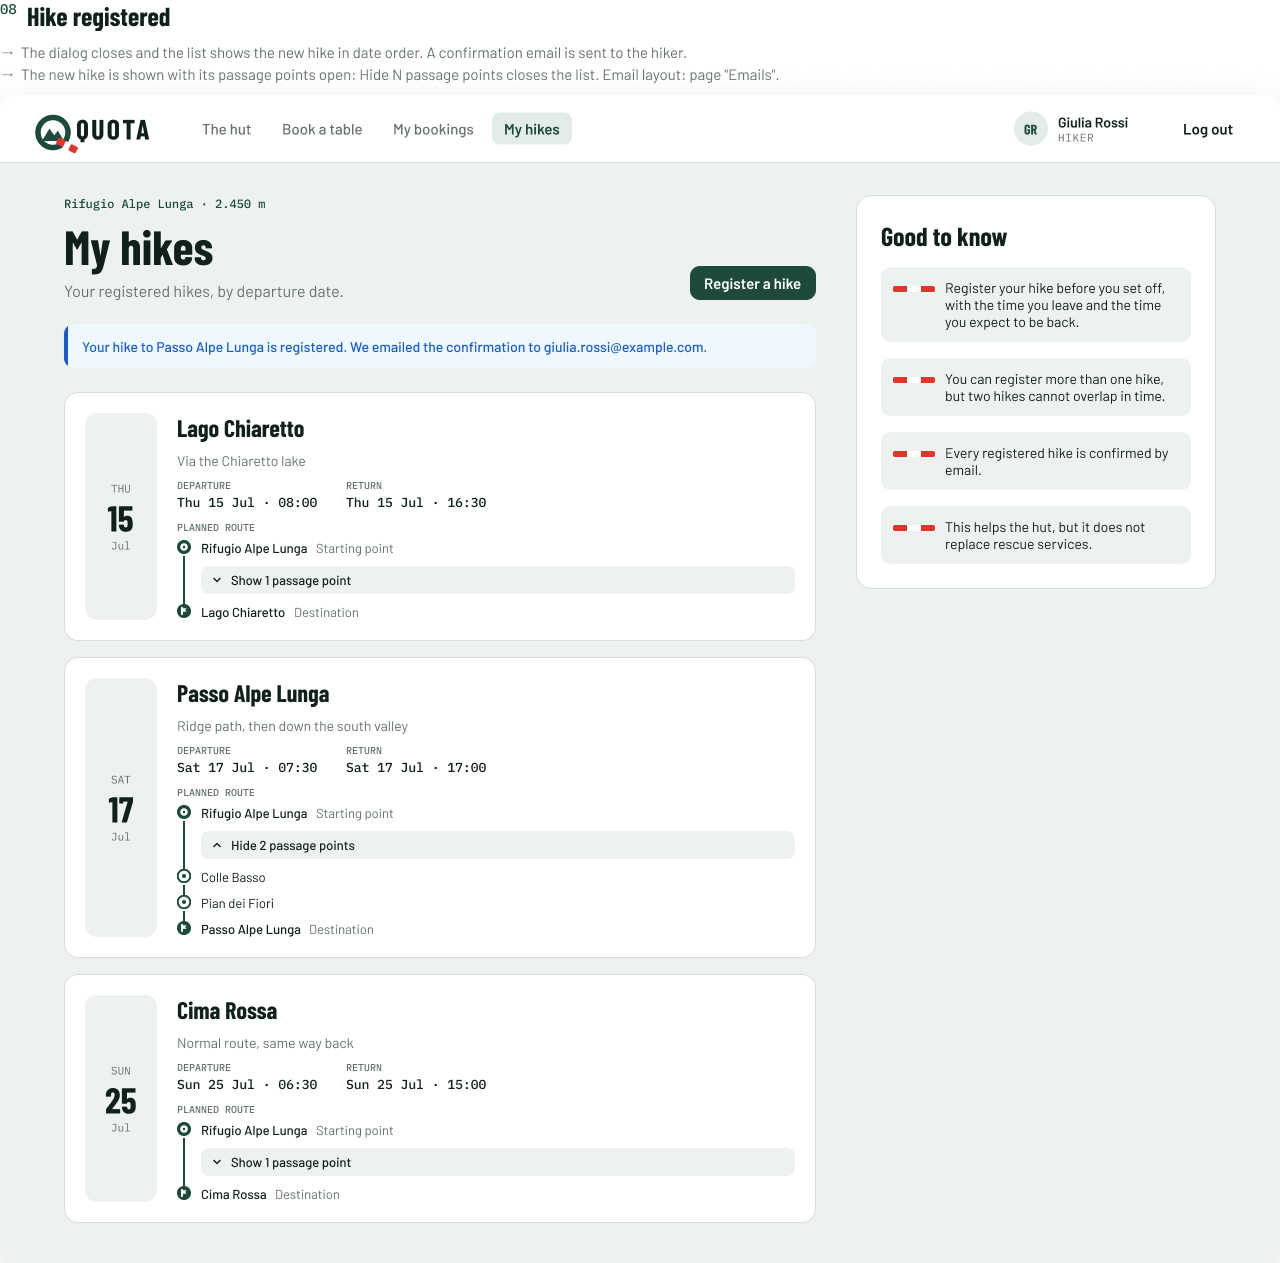 08 Hike registered
→ The dialog closes and the list shows the new hike in date order. A confirmation email is sent to the hiker.
→ The new hike is shown with its passage points open: Hide N passage points closes the list. Email layout: page "Emails".
QUOTA
The hut
Book a table
My bookings
My hikes
GR
Giulia Rossi
HIKER
Log out
Rifugio Alpe Lunga · 2.450 m
My hikes
Your registered hikes, by departure date.
Register a hike
Your hike to Passo Alpe Lunga is registered. We emailed the confirmation to giulia.rossi@example.com.
THU
15
Jul
Lago Chiaretto
Via the Chiaretto lake
DEPARTURE
Thu 15 Jul · 08:00
RETURN
Thu 15 Jul · 16:30
PLANNED ROUTE
Rifugio Alpe Lunga Starting point
Show 1 passage point
Lago Chiaretto Destination
SAT
17
Jul
Passo Alpe Lunga
Ridge path, then down the south valley
DEPARTURE
Sat 17 Jul · 07:30
RETURN
Sat 17 Jul · 17:00
PLANNED ROUTE
Rifugio Alpe Lunga Starting point
Hide 2 passage points
Colle Basso
Pian dei Fiori
Passo Alpe Lunga Destination
SUN
25
Jul
Cima Rossa
Normal route, same way back
DEPARTURE
Sun 25 Jul · 06:30
RETURN
Sun 25 Jul · 15:00
PLANNED ROUTE
Rifugio Alpe Lunga Starting point
Show 1 passage point
Cima Rossa Destination
Good to know
Register your hike before you set off,
with the time you leave and the time
you expect to be back.
You can register more than one hike,
but two hikes cannot overlap in time.
Every registered hike is confirmed by
email.
This helps the hut, but it does not
replace rescue services.